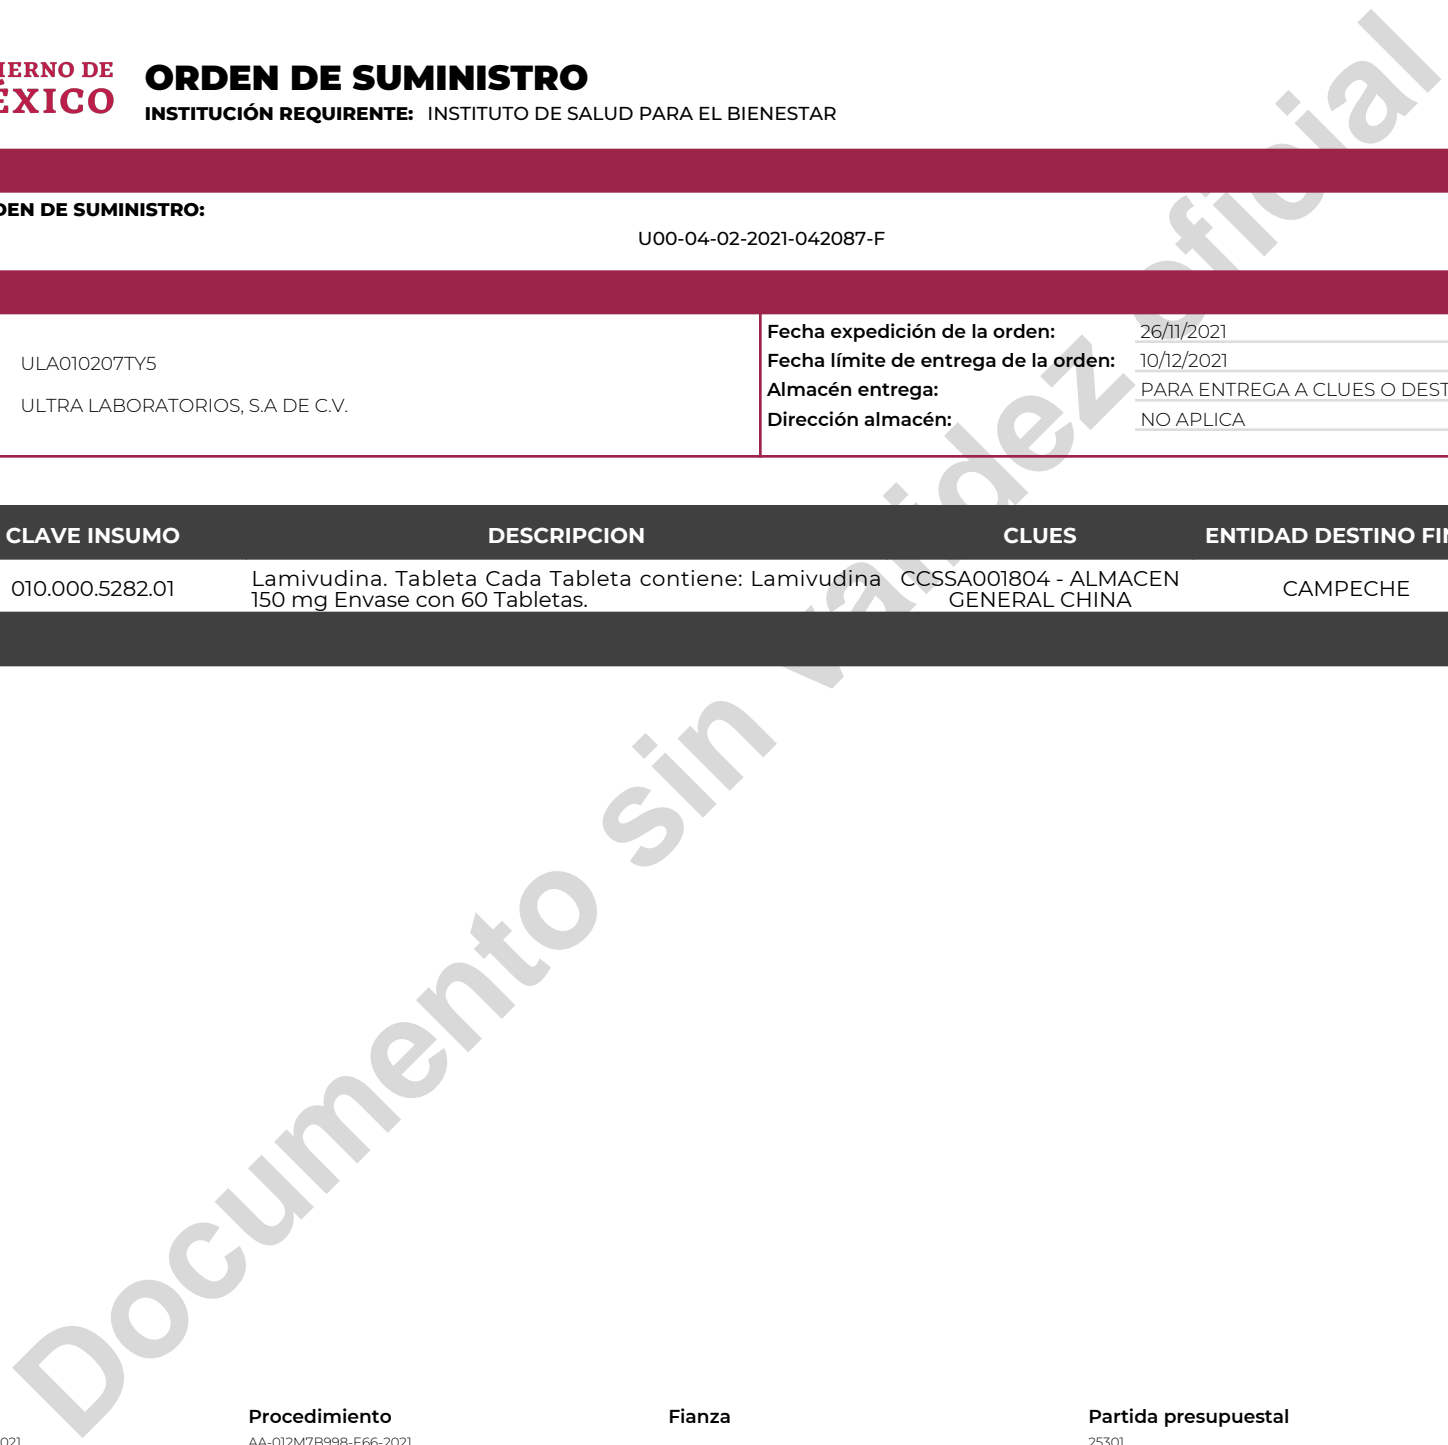 IERNO DE
ÉXICO
ORDEN DE SUMINISTRO
INSTITUCIÓN REQUIRENTE: INSTITUTO DE SALUD PARA EL BIENESTAR
DEN DE SUMINISTRO:
U00-04-02-2021-042087-F
ULA010207TY5
ULTRA LABORATORIOS, S.A DE C.V.
Fecha expedición de la orden: 26/11/2021
Fecha límite de entrega de la orden: 10/12/2021
Almacén entrega: PARA ENTREGA A CLUES O DEST
Dirección almacén: NO APLICA
CLAVE INSUMO DESCRIPCION CLUES ENTIDAD DESTINO FIN
010.000.5282.01 Lamivudina. Tableta Cada Tableta contiene: Lamivudina CCSSA001804 - ALMACEN CAMPECHE
150 mg Envase con 60 Tabletas. GENERAL CHINA
Documento sin validez oficial
Procedimiento Fianza Partida presupuestal
021 AA-012M7B998-E66-2021 25301